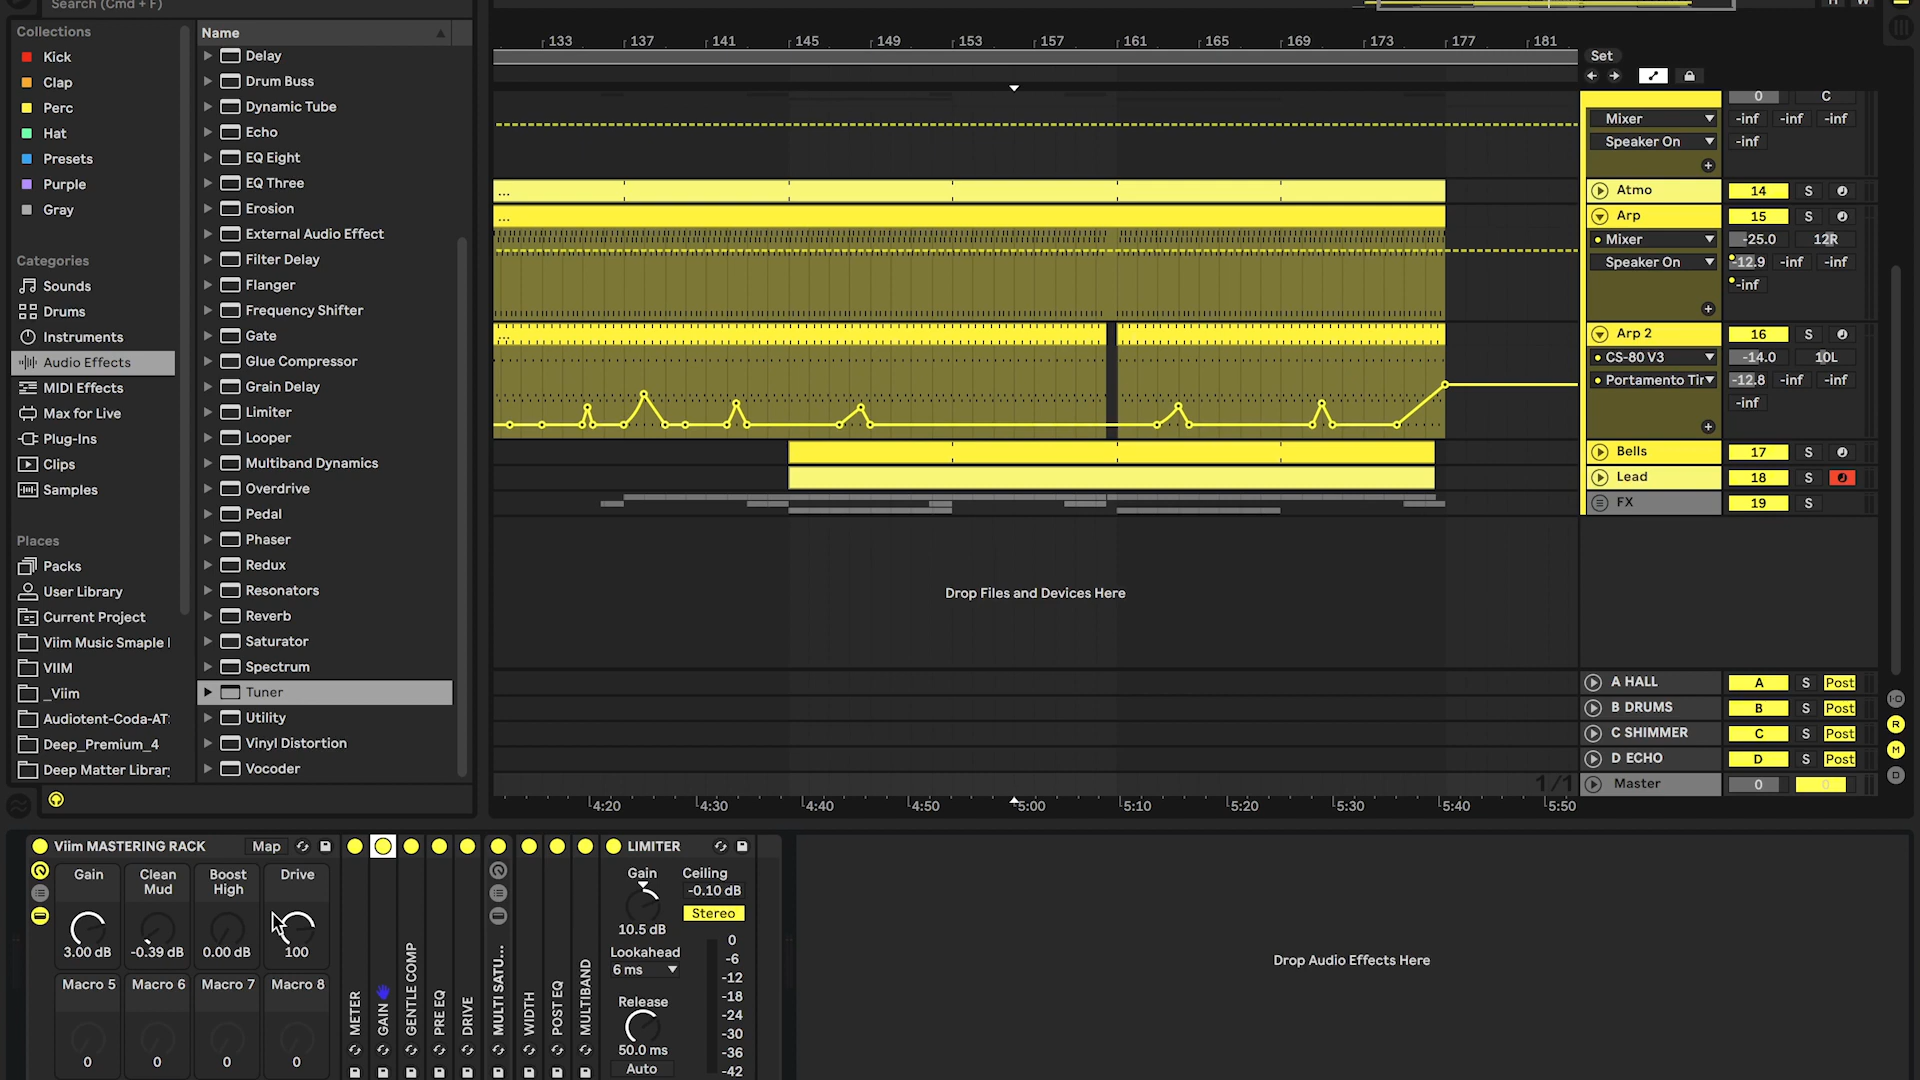 Search (Cmd + F)
Collections
Kick
Clap
Perc
Hat
Presets
Purple
Gray
Categories
Sounds
Drums
Instruments
Audio Effects
MIDI Effects
Max for Live
Plug-Ins
Clips
Samples
Places
Packs
User Library
Current Project
Viim Music Smaple
VIIM
_Viim
Audiotent-Coda-AT
Deep_Premium_4
Deep Matter Librar
Name
Delay
Drum Buss
Dynamic Tube
Echo
EQ Eight
EQ Three
Erosion
External Audio Effect
Filter Delay
Flanger
Frequency Shifter
Gate
Glue Compressor
Grain Delay
Limiter
Looper
Multiband Dynamics
Overdrive
Pedal
Phaser
Redux
Resonators
Reverb
Saturator
Spectrum
Tuner
Utility
Vinyl Distortion
Vocoder
133 137 141 145 149 153 157 161 165 169 173 177 181
H W
Set
0 C
Mixer -inf -inf -inf
Speaker On -inf
... Atmo 14 S
... Arp 15 S
Mixer -25.0 12R
Speaker On -12.9 -inf -inf
-inf
... Arp 2 16 S
CS-80 V3 -14.0 10L
Portamento Tir -12.8 -inf -inf
-inf
Bells 17 S
Lead 18 S
FX 19 S
Drop Files and Devices Here
A HALL A S Post
B DRUMS B S Post
C SHIMMER C S Post
D ECHO D S Post
1/1 Master 0 0
I-O
R
M
D
4:20 4:30 4:40 4:50 5:00 5:10 5:20 5:30 5:40 5:50
Viim MASTERING RACK Map
Gain
3.00 dB
Clean Mud
-0.39 dB
Boost High
0.00 dB
Drive
100
Macro 5 Macro 6 Macro 7 Macro 8
0 0 0 0
METER
GAIN
GENTLE COMP
PRE EQ
DRIVE
MULTI SATU...
WIDTH
POST EQ
MULTIBAND
LIMITER
Gain
10.5 dB
Lookahead
6 ms
Release
50.0 ms
Auto
Ceiling
-0.10 dB
Stereo
0
-6
-12
-18
-24
-30
-36
-42
Drop Audio Effects Here